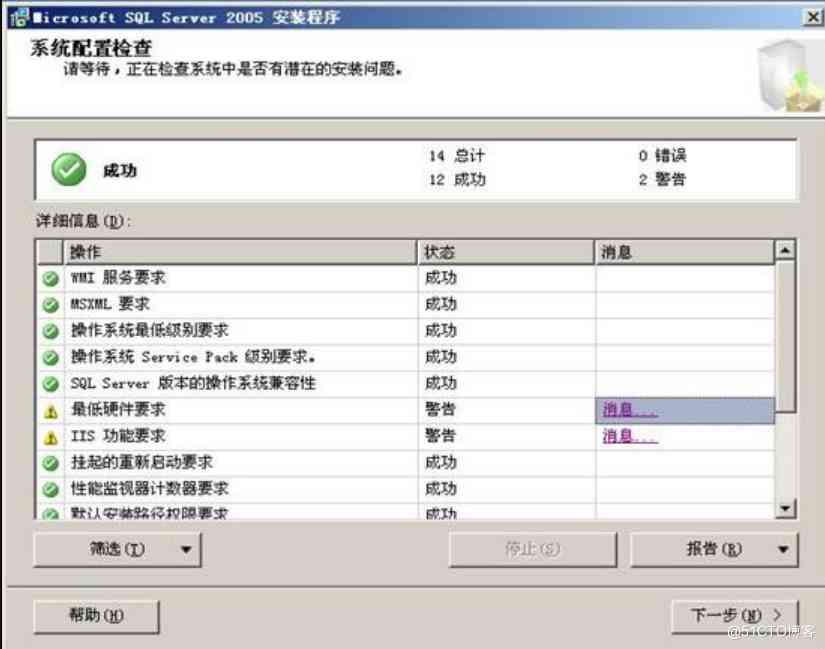 Microsoft SQL Server 2005 安装程序
系统配置检查
请等待，正在检查系统中是否有潜在的安装问题。
成功
14 总计
0 错误
12 成功
2 警告
详细信息(D):
操作 状态 消息
WMI 服务要求 成功
MSXML 要求 成功
操作系统最低级别要求 成功
操作系统 Service Pack 级别要求。 成功
SQL Server 版本的操作系统兼容性 成功
最低硬件要求 警告 消息...
IIS 功能要求 警告 消息...
挂起的重新启动要求 成功
性能监视器计数器要求 成功
默认安装路径权限要求 成功
筛选(T) 停止(S) 报告(R)
帮助(H) 下一步(N) >
@51CTO博客